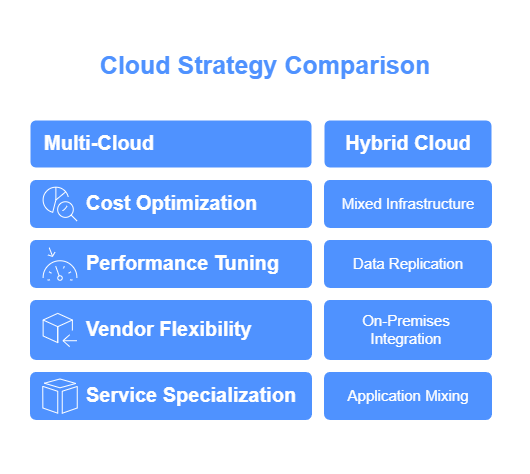 Cloud Strategy Comparison
Multi-Cloud
Hybrid Cloud
Cost Optimization
Mixed Infrastructure
Performance Tuning
Data Replication
Vendor Flexibility
On-Premises
Integration
Service Specialization
Application Mixing